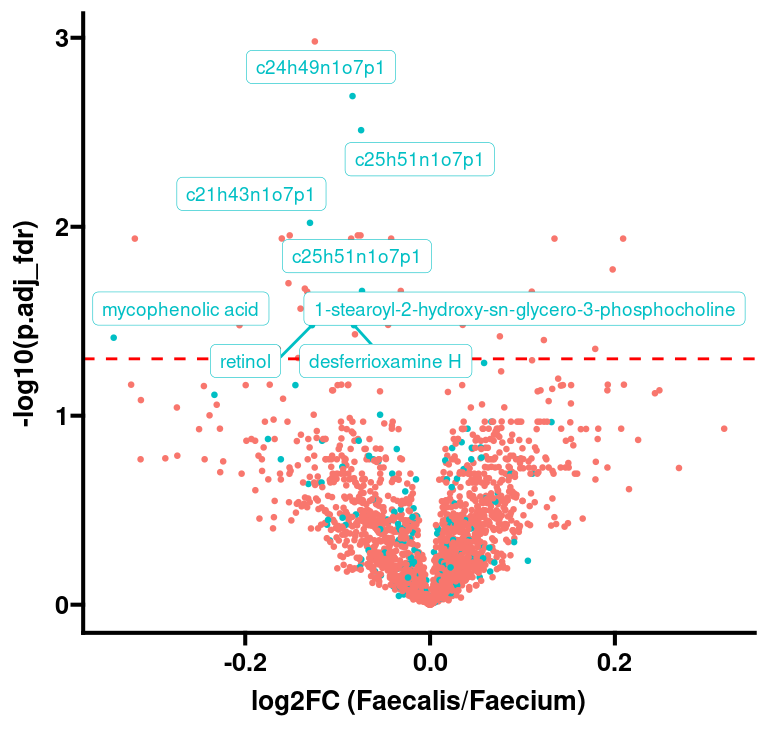 3
c24h49n1o7p1
c25h51n1o7p1
c21h43n1o7p1
2
c25h51n1o7p1
mycophenolic acid
1-stearoyl-2-hydroxy-sn-glycero-3-phosphocholine
retinol
desferrioxamine H
1
0
-log10(p.adj_fdr)
-0.2
0.0
0.2
log2FC (Faecalis/Faecium)